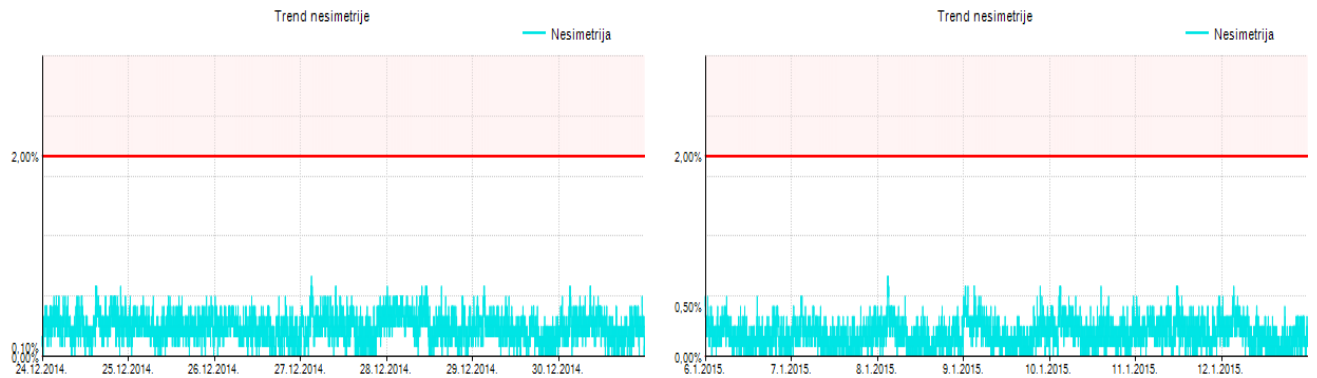 Trend nesimetrije
Nesimetrija
2,00%
0,10%
0,00%
24.12.2014. 25.12.2014. 26.12.2014. 27.12.2014. 28.12.2014. 29.12.2014. 30.12.2014.
Trend nesimetrije
Nesimetrija
2,00%
0,50%
0,00%
6.1.2015. 7.1.2015. 8.1.2015. 9.1.2015. 10.1.2015. 11.1.2015. 12.1.2015.